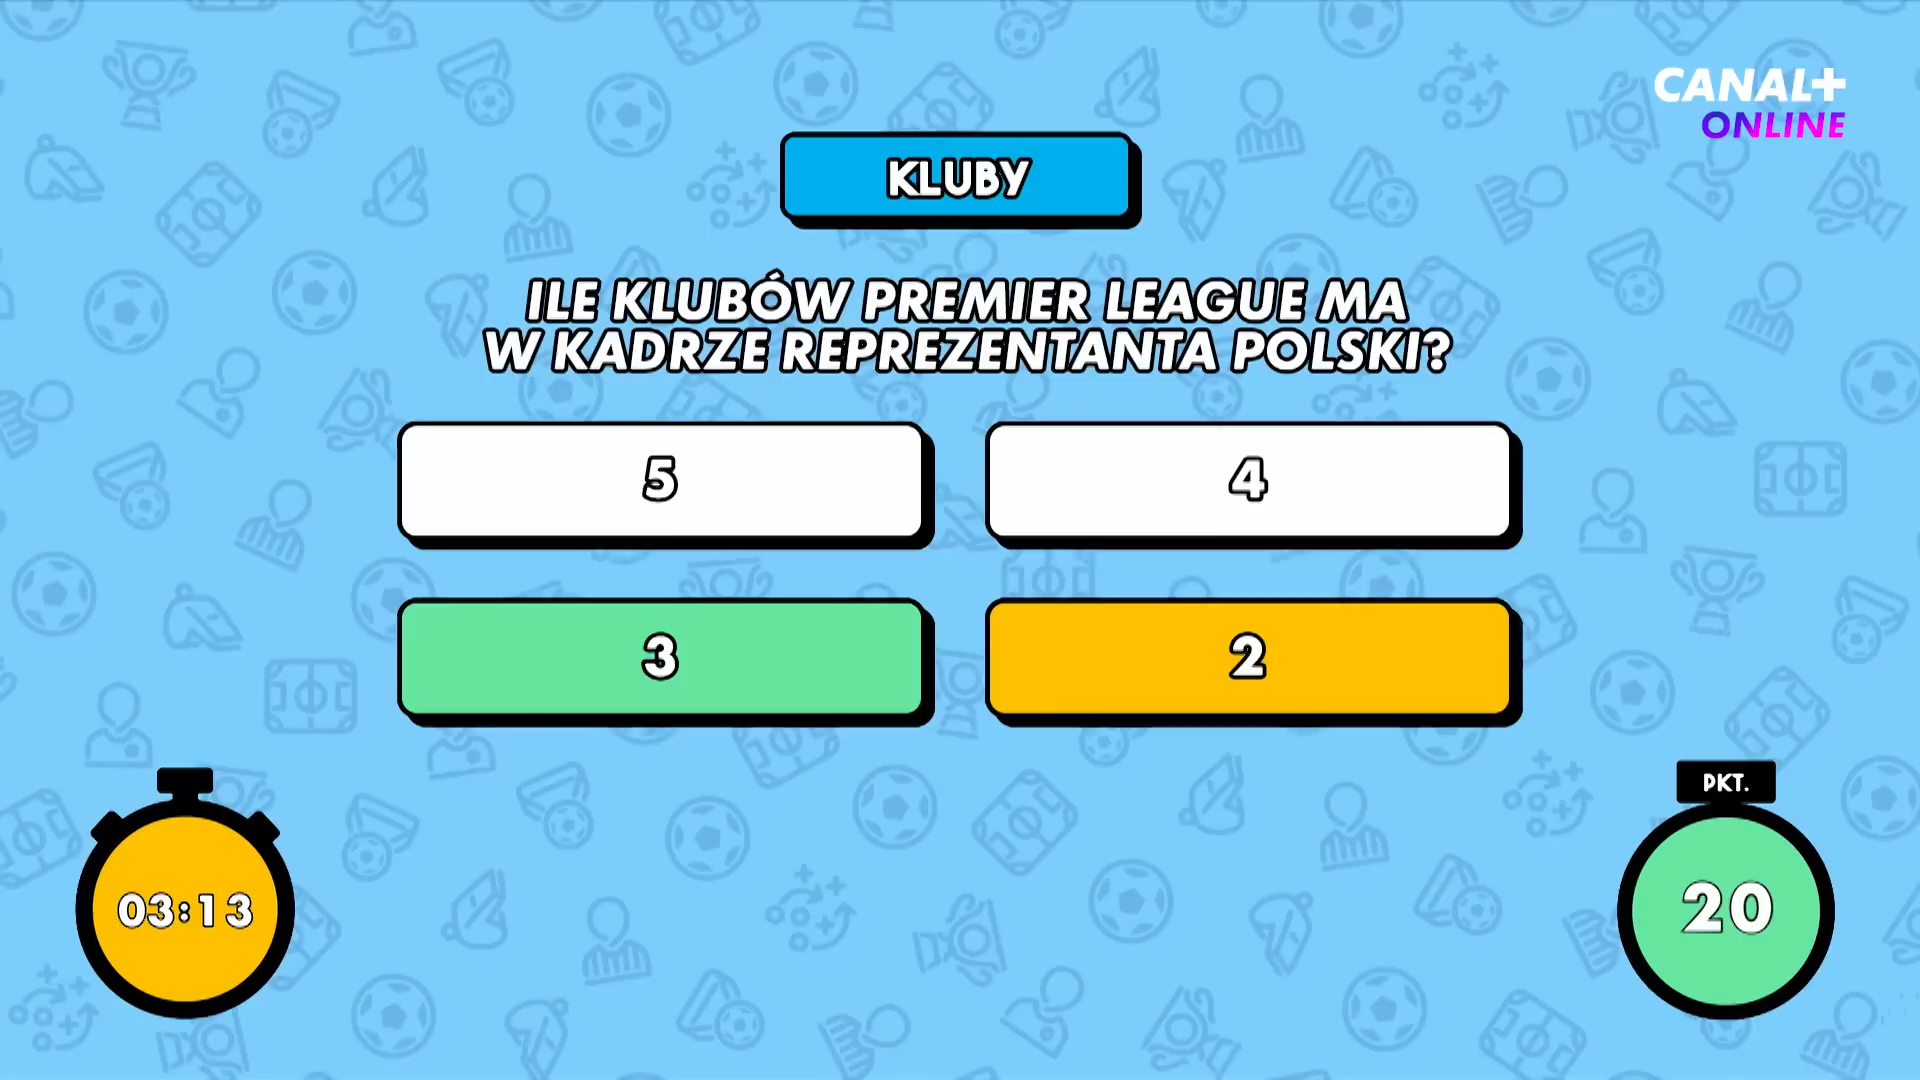 CANAL+
ONLINE
KLUBY
ILE KLUBÓW PREMIER LEAGUE MA
W KADRZE REPREZENTANTA POLSKI?
5
4
3
2
03:13
PKT.
20